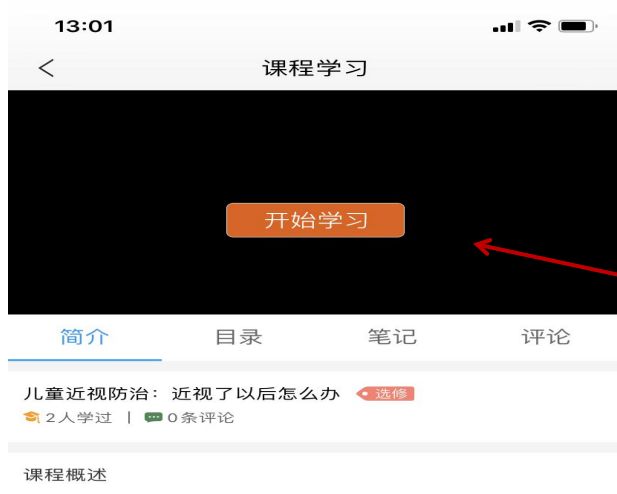 13:01
课程学习
开始学习
简介 目录 笔记 评论
儿童近视防治：近视了以后怎么办 选修
2人学过 | 0条评论
课程概述